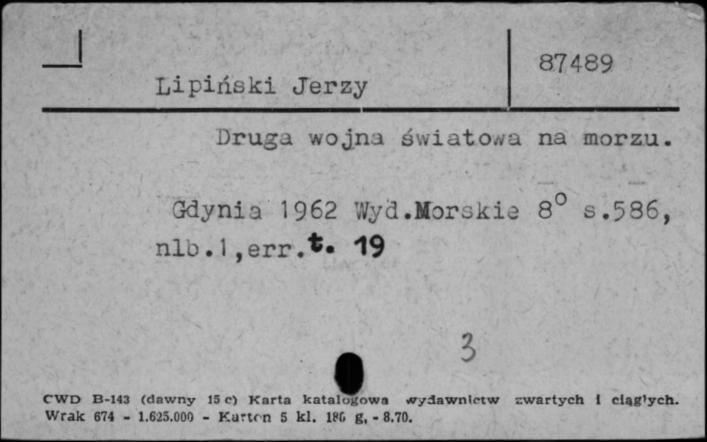 87489
Lipiński Jerzy
Druga wojna światowa na morzu.
Gdynia 1962 Wyd.Morskie 8° s.586,
nlb.1,err.t. 19
3
CWD B-143 (dawny 15 c) Karta katalogowa wydawnictw zwartych i ciągłych.
Wrak 674 - 1.625.000 - Karton 5 kl. 180 g, - 8.70.